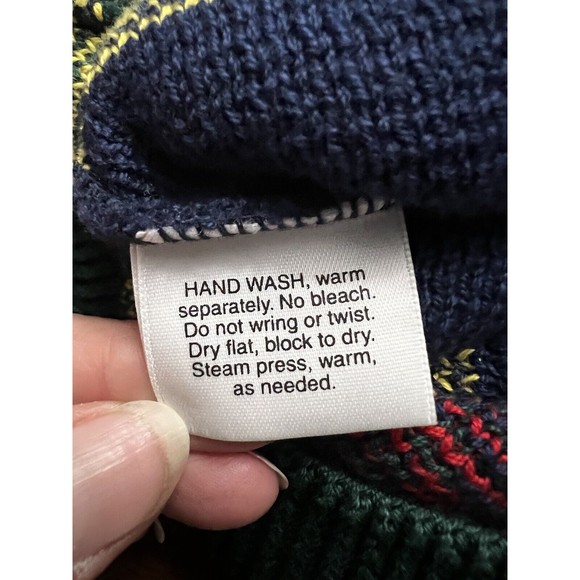 HAND WASH, warm
separately. No bleach.
Do not wring or twist.
Dry flat, block to dry.
Steam press, warm,
as needed.